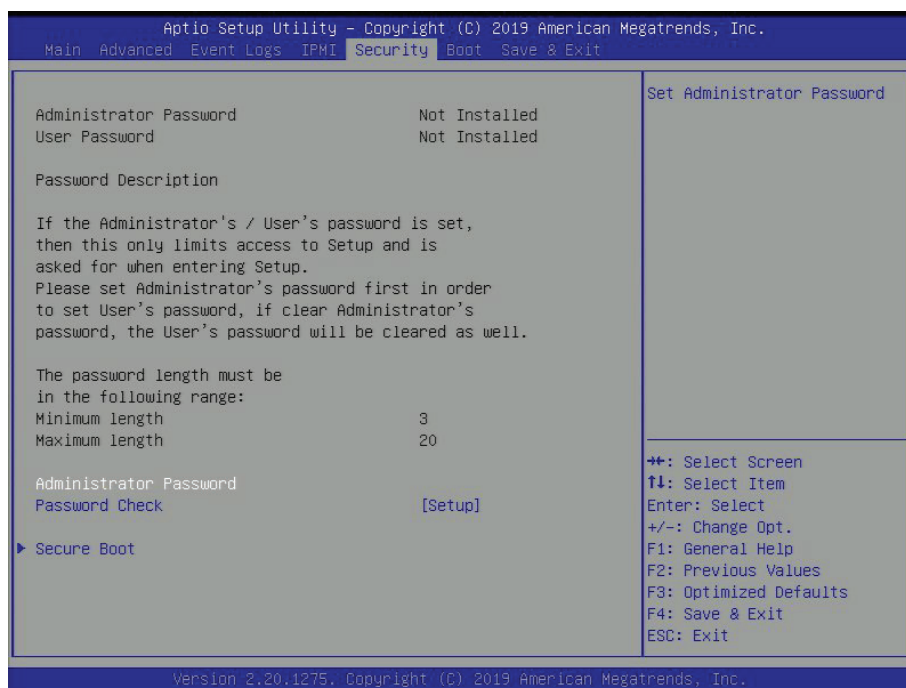 Aptio Setup Utility – Copyright (C) 2019 American Megatrends, Inc.
Main Advanced Event Logs IPMI Security Boot Save & Exit
Administrator Password Not Installed
User Password Not Installed
Password Description
If the Administrator's / User's password is set,
then this only limits access to Setup and is
asked for when entering Setup.
Please set Administrator's password first in order
to set User's password, if clear Administrator's
password, the User's password will be cleared as well.
The password length must be
in the following range:
Minimum length 3
Maximum length 20
Administrator Password
Password Check [Setup]
▶ Secure Boot
Set Administrator Password
→←: Select Screen
↑↓: Select Item
Enter: Select
+/-: Change Opt.
F1: General Help
F2: Previous Values
F3: Optimized Defaults
F4: Save & Exit
ESC: Exit
Version 2.20.1275. Copyright (C) 2019 American Megatrends, Inc.